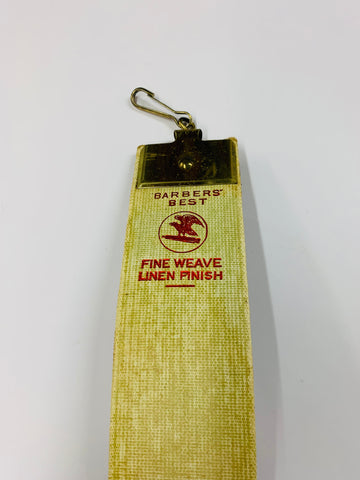 BARBERS'
BEST
FINE WEAVE
LINEN FINISH